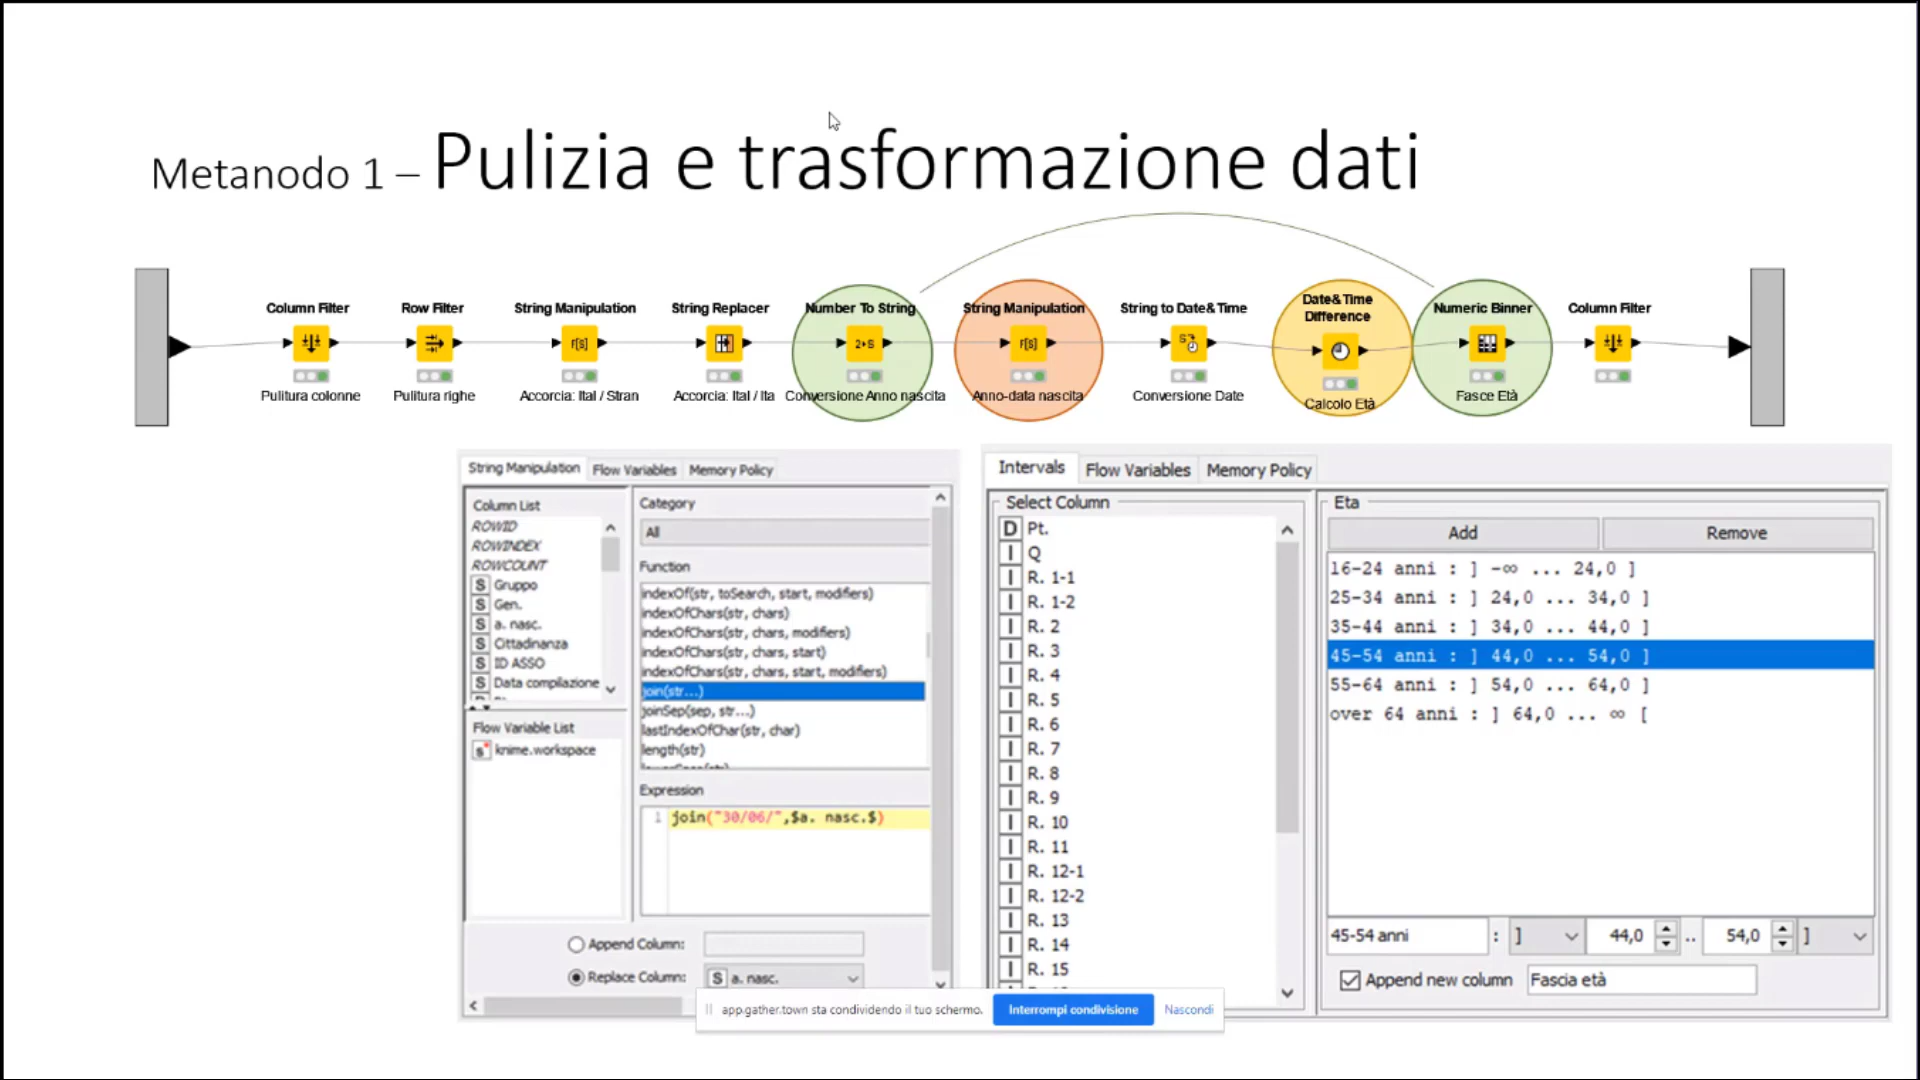 Metanodo 1 – Pulizia e trasformazione dati
Column Filter
Pulitura colonne
Row Filter
Pulitura righe
String Manipulation
f[S]
Accorcia: Ital / Stran
String Replacer
Accorcia: Ital / Ita
Number To String
2▸S
Conversione Anno nascita
String Manipulation
f[S]
Anno-data nascita
String to Date&Time
S
Conversione Date
Date&Time
Difference
Calcolo Età
Numeric Binner
Fasce Età
Column Filter
String Manipulation Flow Variables Memory Policy
Column List
ROWID
ROWINDEX
ROWCOUNT
S Gruppo
S Gen.
S a. nasc.
S Cittadinanza
S ID ASSO
S Data compilazione
Flow Variable List
s knime.workspace
Category
All
Function
indexOf(str, toSearch, start, modifiers)
indexOfChars(str, chars)
indexOfChars(str, chars, modifiers)
indexOfChars(str, chars, start)
indexOfChars(str, chars, start, modifiers)
join(str...)
joinSep(sep, str...)
lastIndexOfChar(str, char)
length(str)
Expression
1 join("30/06/",$a. nasc.$)
Append Column:
Replace Column: S a. nasc.
Intervals Flow Variables Memory Policy
Select Column
D Pt.
I Q
I R. 1-1
I R. 1-2
I R. 2
I R. 3
I R. 4
I R. 5
I R. 6
I R. 7
I R. 8
I R. 9
I R. 10
I R. 11
I R. 12-1
I R. 12-2
I R. 13
I R. 14
I R. 15
Eta
Add Remove
16-24 anni : ] -∞ ... 24,0 ]
25-34 anni : ] 24,0 ... 34,0 ]
35-44 anni : ] 34,0 ... 44,0 ]
45-54 anni : ] 44,0 ... 54,0 ]
55-64 anni : ] 54,0 ... 64,0 ]
over 64 anni : ] 64,0 ... ∞ [
45-54 anni : ] 44,0 .. 54,0 ]
Append new column Fascia età
app.gather.town sta condividendo il tuo schermo. Interrompi condivisione Nascondi